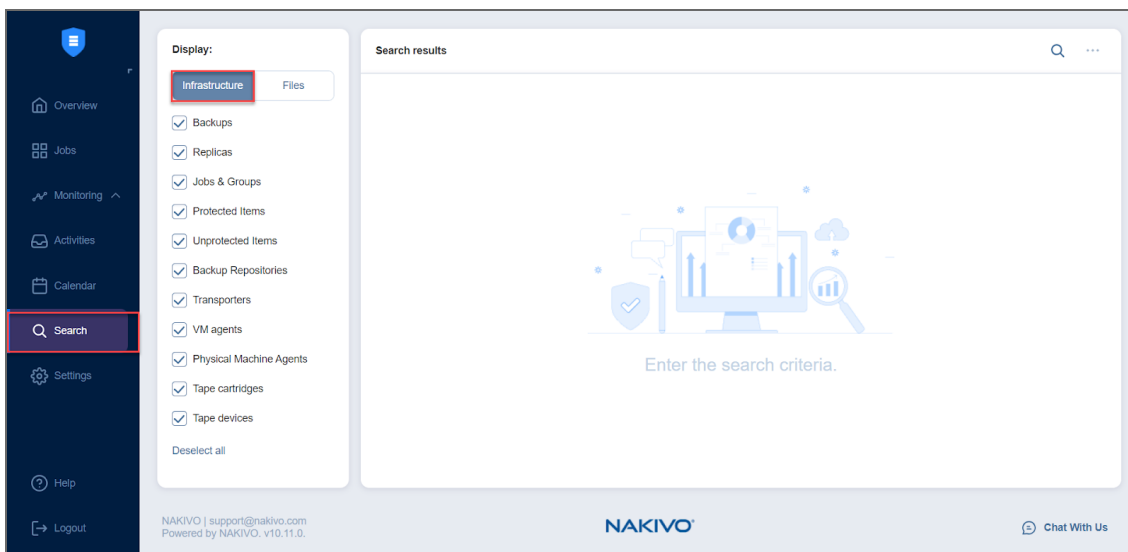 Overview
Jobs
Monitoring
Activities
Calendar
Search
Settings
Help
Logout
Display:
Infrastructure Files
Backups
Replicas
Jobs & Groups
Protected Items
Unprotected Items
Backup Repositories
Transporters
VM agents
Physical Machine Agents
Tape cartridges
Tape devices
Deselect all
Search results
Enter the search criteria.
NAKIVO | support@nakivo.com
Powered by NAKIVO. v10.11.0.
NAKIVO®
Chat With Us